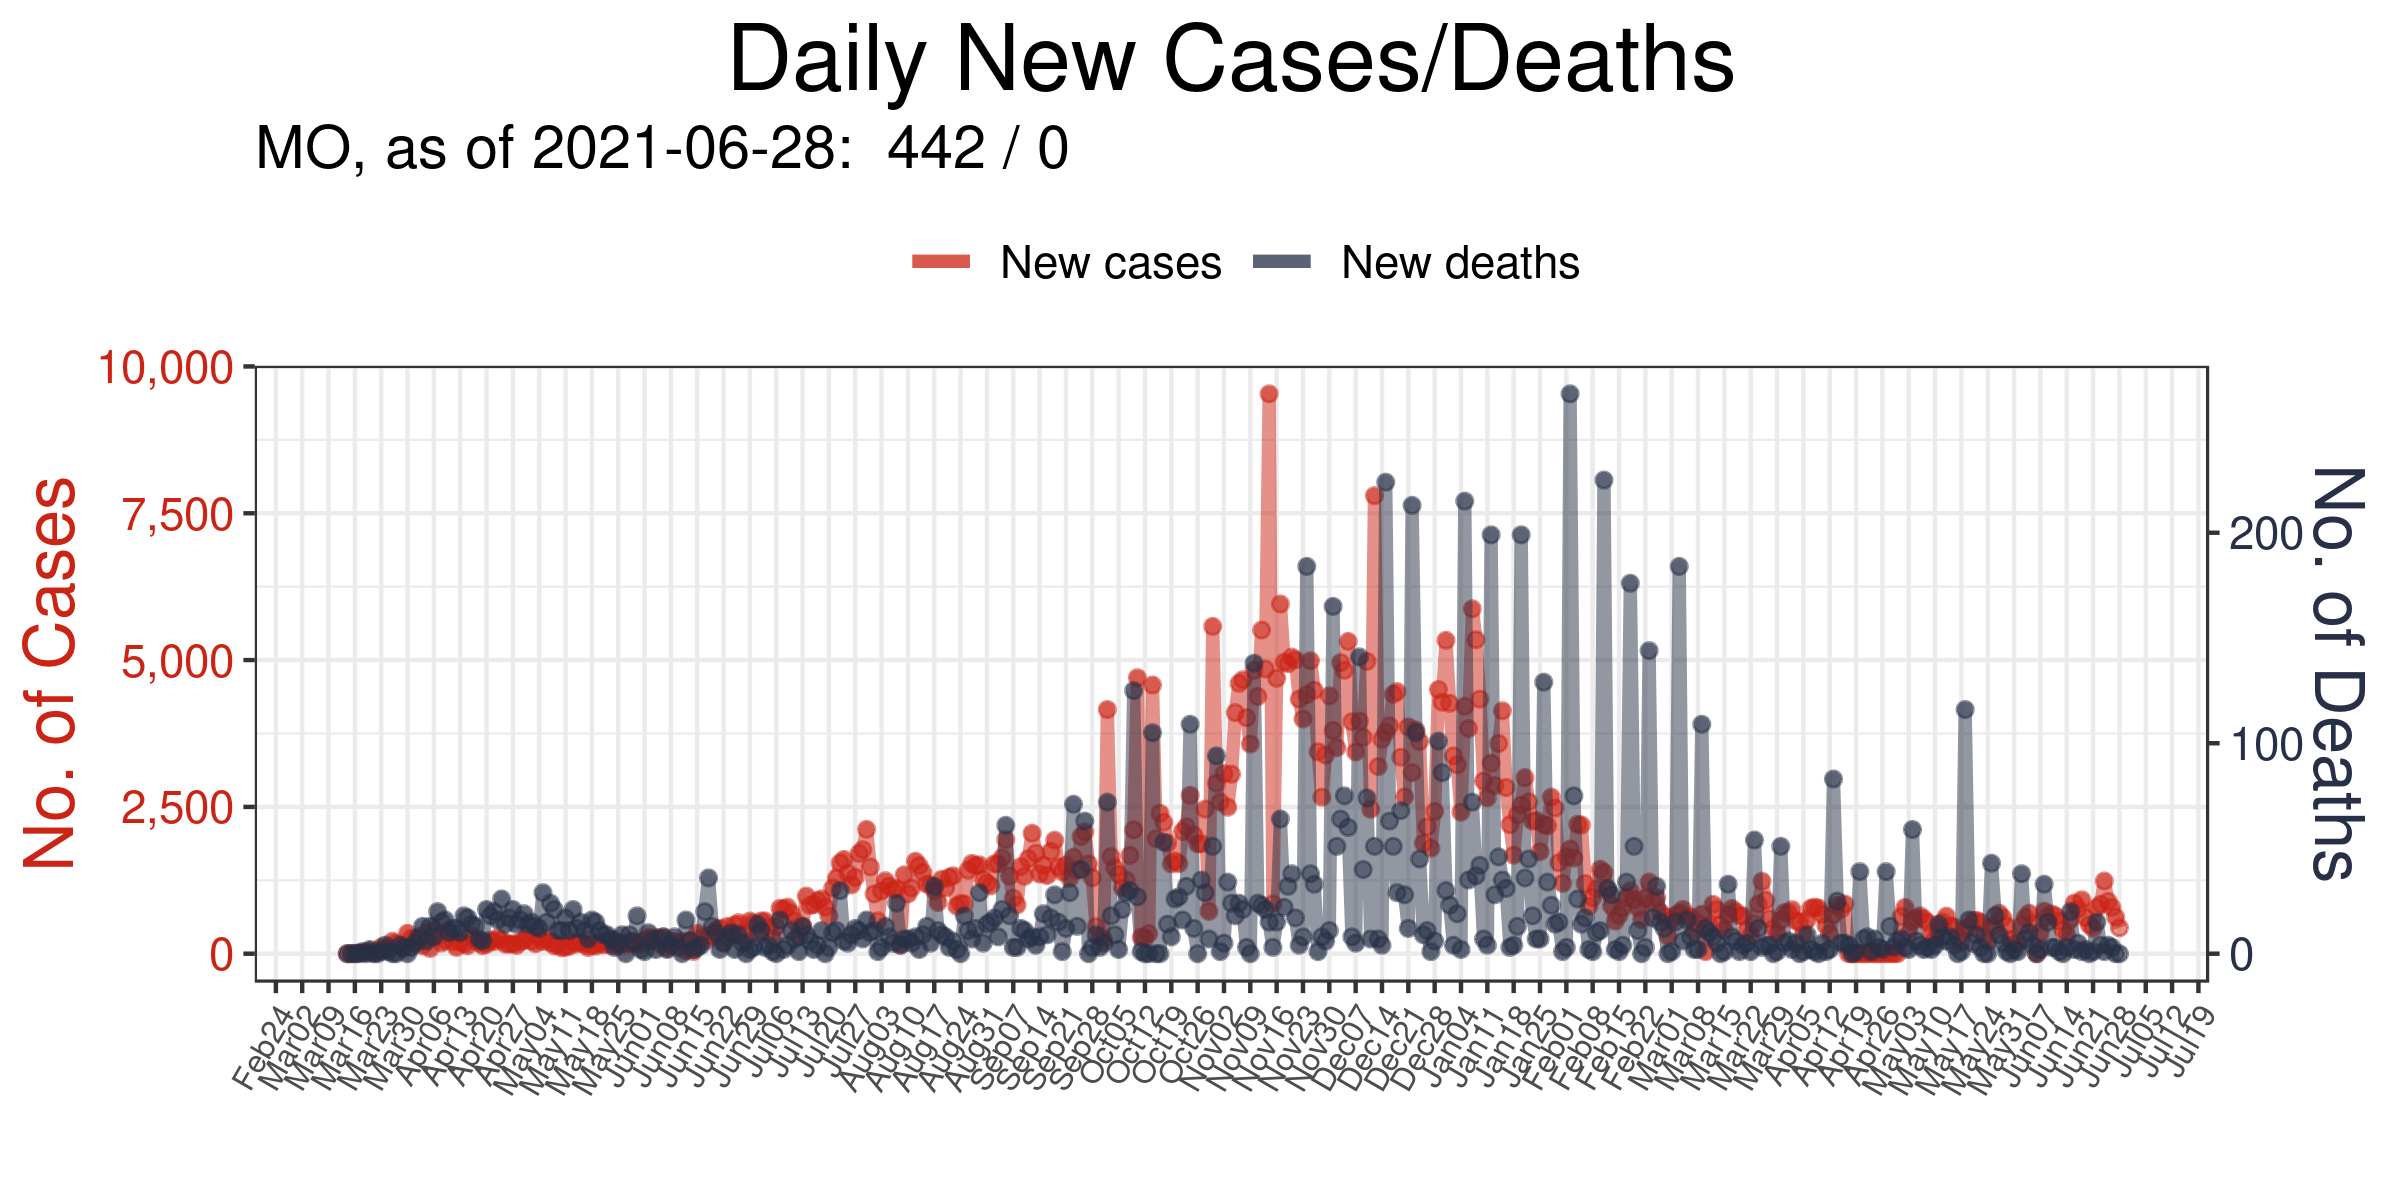 Daily New Cases/Deaths
MO, as of 2021-06-28:  442 / 0
New cases
New deaths
No. of Cases
10,000
7,500
5,000
2,500
0
200
100
0
No. of Deaths
Feb24
Mar02
Mar09
Mar16
Mar23
Mar30
Apr06
Apr13
Apr20
Apr27
May04
May11
May18
May25
Jun01
Jun08
Jun15
Jun22
Jun29
Jul06
Jul13
Jul20
Jul27
Aug03
Aug10
Aug17
Aug24
Aug31
Sep07
Sep14
Sep21
Sep28
Oct05
Oct12
Oct19
Oct26
Nov02
Nov09
Nov16
Nov23
Nov30
Dec07
Dec14
Dec21
Dec28
Jan04
Jan11
Jan18
Jan25
Feb01
Feb08
Feb15
Feb22
Mar01
Mar08
Mar15
Mar22
Mar29
Apr05
Apr12
Apr19
Apr26
May03
May10
May17
May24
May31
Jun07
Jun14
Jun21
Jun28
Jul05
Jul12
Jul19